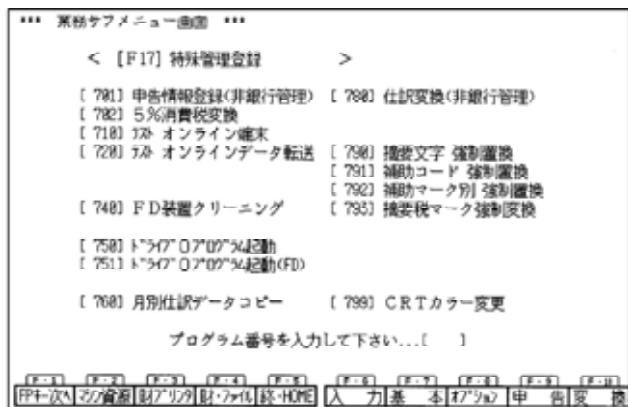 *** 業務サブメニュー画面 ***
< [F17] 特殊管理登録 >
[ 701] 申告情報登録(非銀行管理) [ 780] 仕訳変換(非銀行管理)
[ 702] 5%消費税変換
[ 710] ﾃｽﾄ オンライン端末
[ 720] ﾃｽﾄ オンラインデータ転送 [ 790] 摘要文字 強制置換
[ 791] 補助コード 強制置換
[ 792] 補助マーク別 強制置換
[ 740] FD装置クリーニング [ 793] 摘要税マーク強制変換
[ 750] ﾄﾞﾗｲﾌﾞ 0 ﾌﾟﾛｸﾞﾗﾑ起動
[ 751] ﾄﾞﾗｲﾌﾞ 0 ﾌﾟﾛｸﾞﾗﾑ起動(FD)
[ 760] 月別仕訳データコピー [ 799] CRTカラー変更
プログラム番号を入力して下さい...[ ]
F・1 F・2 F・3 F・4 F・5 F・6 F・7 F・8 F・9 F・10
FPｷｰ次へ ﾏｼﾝ資源 財ﾌﾟﾘﾝﾀ 財・ﾌｧｲﾙ 終・HOME 入 力 基 本 ｵﾌﾟｼｮﾝ 申 告 変 換